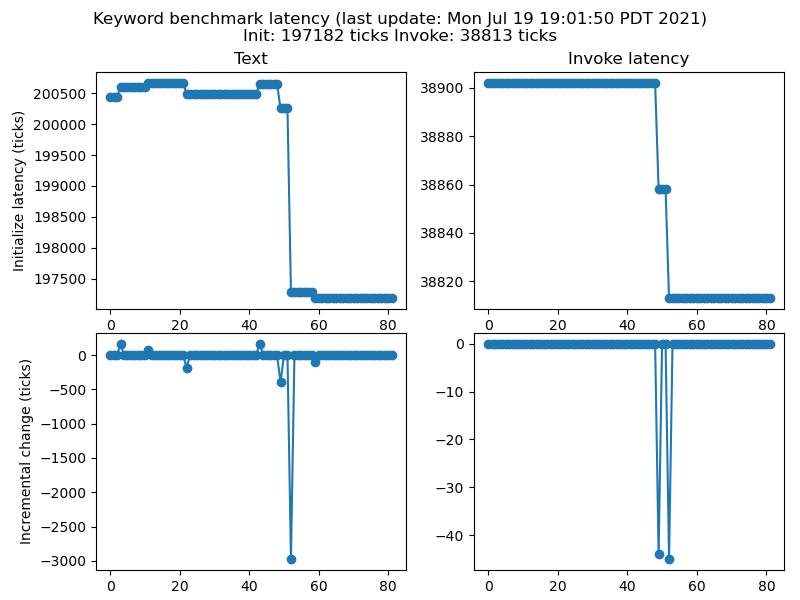 Keyword benchmark latency (last update: Mon Jul 19 19:01:50 PDT 2021)
Init: 197182 ticks Invoke: 38813 ticks
Text
Initialize latency (ticks)
200500
200000
199500
199000
198500
198000
197500
0 20 40 60 80
Invoke latency
38900
38880
38860
38840
38820
0 20 40 60 80
Incremental change (ticks)
0
−500
−1000
−1500
−2000
−2500
−3000
0 20 40 60 80
0
−10
−20
−30
−40
0 20 40 60 80